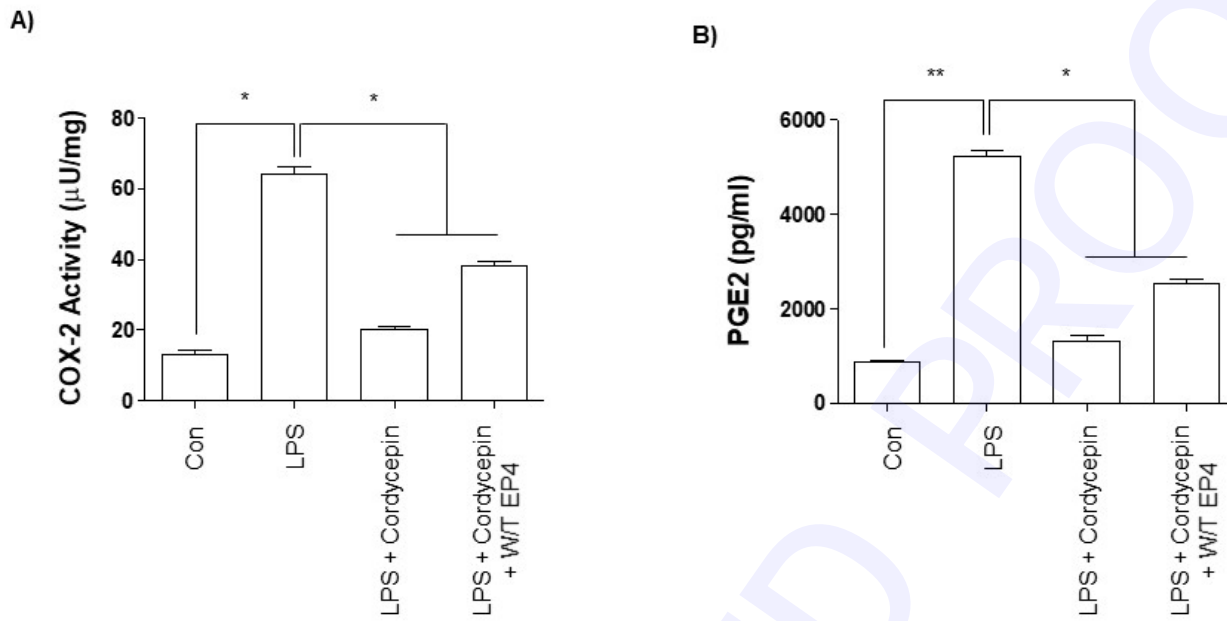 A)
* *
COX-2 Activity (μU/mg)
80
60
40
20
0
Con
LPS
LPS + Cordycepin
LPS + Cordycepin
+ W/T EP4
B)
** *
PGE2 (pg/ml)
6000
4000
2000
0
Con
LPS
LPS + Cordycepin
LPS + Cordycepin
+ W/T EP4